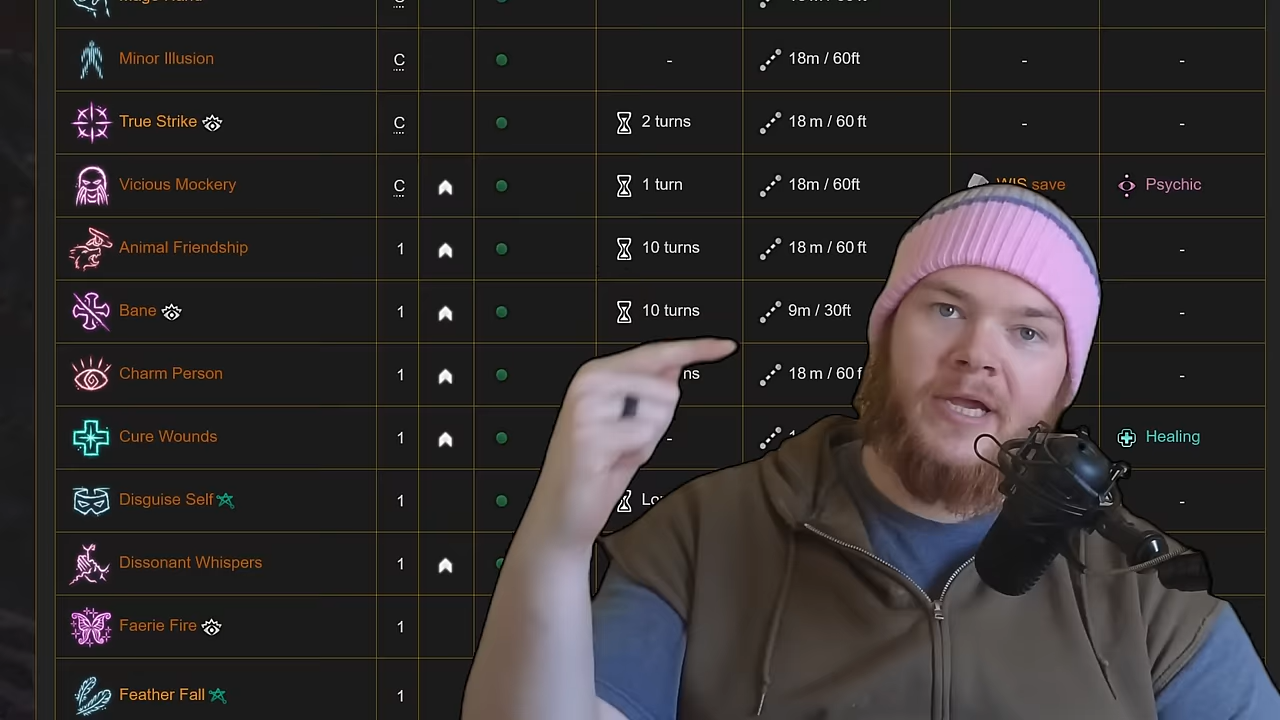 C
Minor Illusion C - 18m / 60ft - -
True Strike C 2 turns 18 m / 60 ft - -
Vicious Mockery C 1 turn 18m / 60ft WIS save Psychic
Animal Friendship 1 10 turns 18 m / 60 ft -
Bane 1 10 turns 9m / 30ft -
Charm Person 1 18 m / 60 -
Cure Wounds 1 - Healing
Disguise Self 1 -
Dissonant Whispers 1
Faerie Fire 1
Feather Fall 1